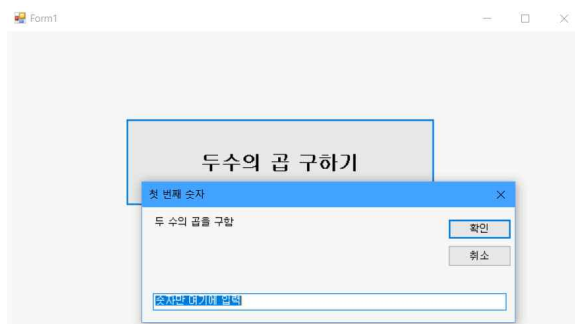 Form1
두수의 곱 구하기
첫 번째 숫자
두 수의 곱을 구함
확인
취소
숫자만 여기에 입력